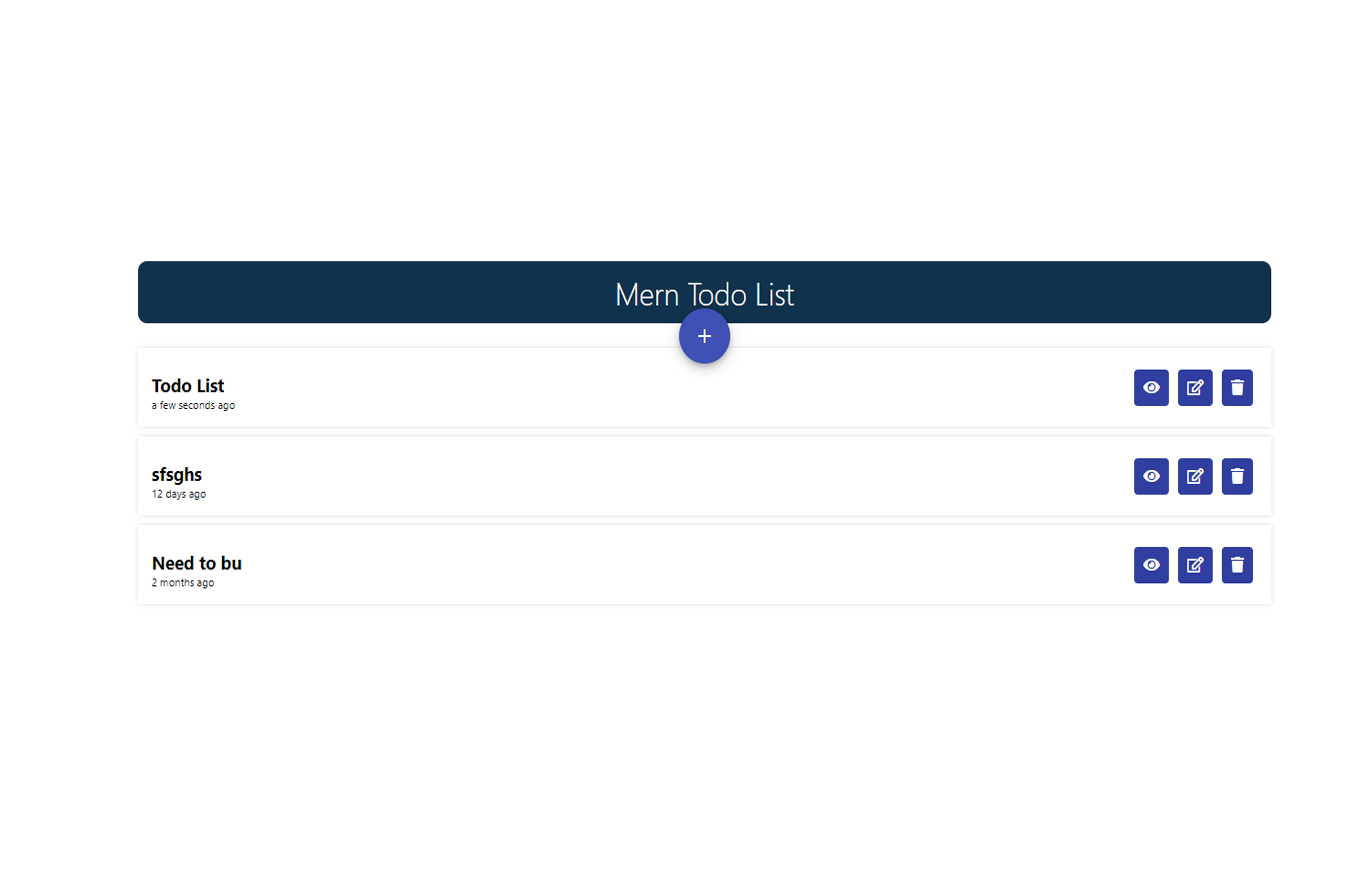 Mern Todo List
+
Todo List
a few seconds ago
sfsghs
12 days ago
Need to bu
2 months ago